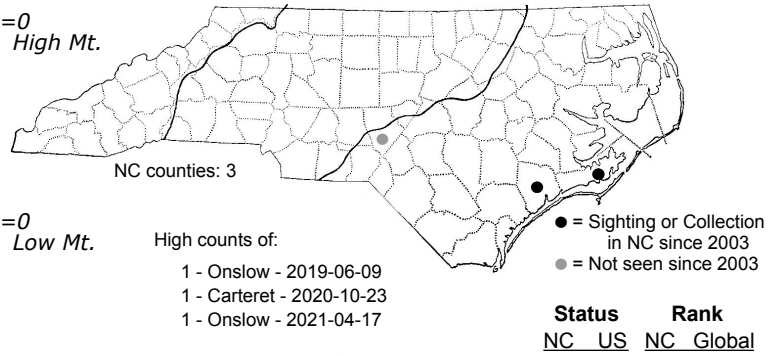 =0
High Mt.
NC counties: 3
=0
Low Mt.
High counts of:
1 - Onslow - 2019-06-09
1 - Carteret - 2020-10-23
1 - Onslow - 2021-04-17
= Sighting or Collection
in NC since 2003
= Not seen since 2003
Status Rank
NC US NC Global